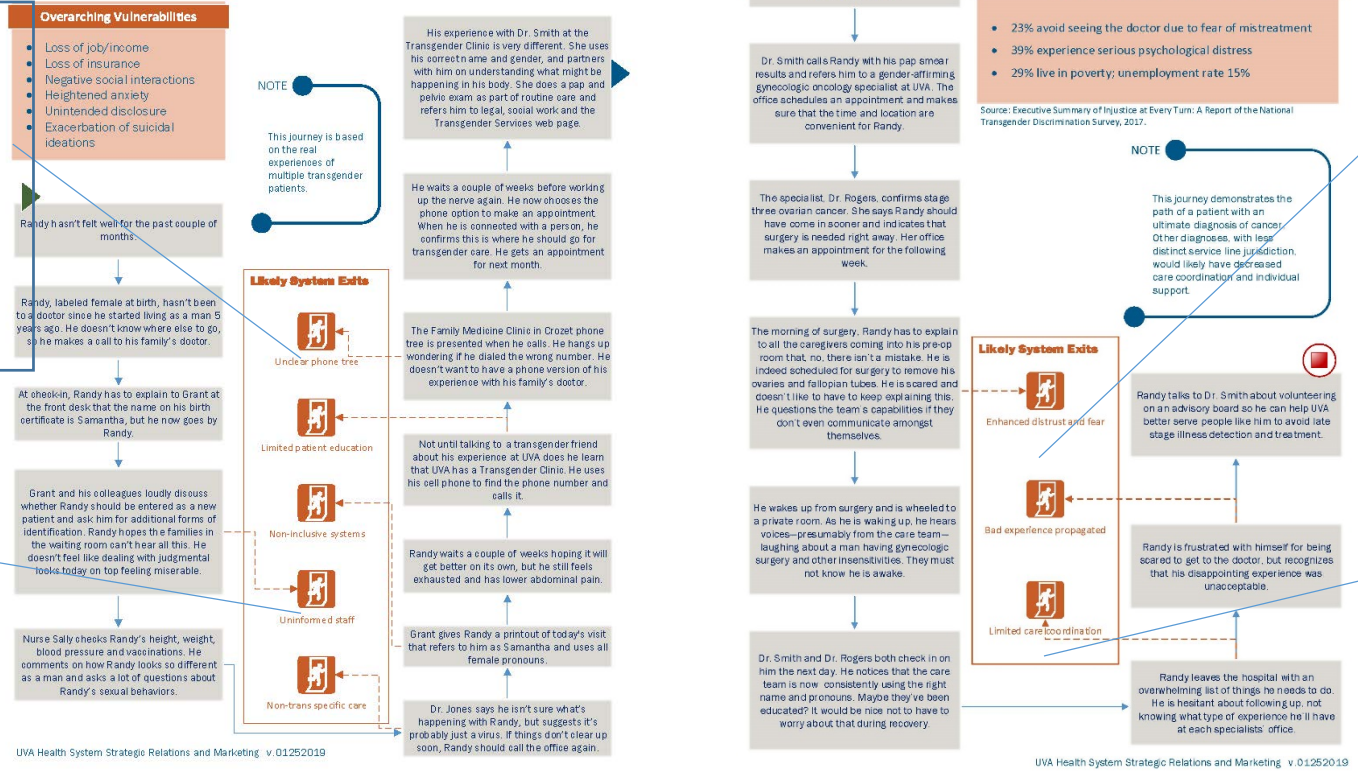 Overarching Vulnerabilities
Loss of job/income
Loss of insurance
Negative social interactions
Heightened anxiety
Unintended disclosure
Exacerbation of suicidal
ideations
NOTE
This journey is based
on the real
experiences of
multiple transgender
patients.
Randy hasn't felt well for the past couple of
months.
Randy, labeled female at birth, hasn't been
to a doctor since he started living as a man 5
years ago. He doesn't know where else to go,
so he makes a call to his family's doctor.
At check-in, Randy has to explain to Grant at
the front desk that the name on his birth
certificate is Samantha, but he now goes by
Randy.
Grant and his colleagues loudly discuss
whether Randy should be entered as a new
patient and ask him for additional forms of
identification. Randy hopes the families in
the waiting room can't hear all this. He
doesn't feel like dealing with judgmental
looks today on top feeling miserable.
Nurse Sally checks Randy's height, weight,
blood pressure and vaccinations. He
comments on how Randy looks so different
as a man and asks a lot of questions about
Randy's sexual behaviors.
Likely System Exits
Unclear phone tree
Limited patient education
Non-inclusive systems
Uninformed staff
Non-trans specific care
Dr. Jones says he isn't sure what's
happening with Randy, but suggests it's
probably just a virus. If things don't clear up
soon, Randy should call the office again.
Grant gives Randy a printout of today's visit
that refers to him as Samantha and uses all
female pronouns.
Randy waits a couple of weeks hoping it will
get better on its own, but he still feels
exhausted and has lower abdominal pain.
Not until talking to a transgender friend
about his experience at UVA does he learn
that UVA has a Transgender Clinic. He uses
his cell phone to find the phone number and
calls it.
The Family Medicine Clinic in Crozet phone
tree is presented when he calls. He hangs up
wondering if he dialed the wrong number. He
doesn't want to have a phone version of his
experience with his family's doctor.
He waits a couple of weeks before working
up the nerve again. He now chooses the
phone option to make an appointment.
When he is connected with a person, he
confirms this is where he should go for
transgender care. He gets an appointment
for next month.
His experience with Dr. Smith at the
Transgender Clinic is very different. She uses
his correct name and gender, and partners
with him on understanding what might be
happening in his body. She does a pap and
pelvic exam as part of routine care and
refers him to legal, social work and the
Transgender Services web page.
UVA Health System Strategic Relations and Marketing v.01252019
Dr. Smith calls Randy with his pap smear
results and refers him to a gender-affirming
gynecologic oncology specialist at UVA. The
office schedules an appointment and makes
sure that the time and location are
convenient for Randy.
The specialist, Dr. Rogers, confirms stage
three ovarian cancer. She says Randy should
have come in sooner and indicates that
surgery is needed right away. Her office
makes an appointment for the following
week.
The morning of surgery, Randy has to explain
to all the caregivers coming into his pre-op
room that, no, there isn't a mistake. He is
indeed scheduled for surgery to remove his
ovaries and fallopian tubes. He is scared and
doesn't like to have to keep explaining this.
He questions the team's capabilities if they
don't even communicate amongst
themselves.
He wakes up from surgery and is wheeled to
a private room. As he is waking up, he hears
voices—presumably from the care team—
laughing about a man having gynecologic
surgery and other insensitivities. They must
not know he is awake.
Dr. Smith and Dr. Rogers both check in on
him the next day. He notices that the care
team is now consistently using the right
name and pronouns. Maybe they've been
educated? It would be nice not to have to
worry about that during recovery.
23% avoid seeing the doctor due to fear of mistreatment
39% experience serious psychological distress
29% live in poverty; unemployment rate 15%
Source: Executive Summary of Injustice at Every Turn: A Report of the National
Transgender Discrimination Survey, 2017.
NOTE
This journey demonstrates the
path of a patient with an
ultimate diagnosis of cancer.
Other diagnoses, with less
distinct service line jurisdiction,
would likely have decreased
care coordination and individual
support.
Likely System Exits
Enhanced distrust and fear
Bad experience propagated
Limited care coordination
Randy leaves the hospital with an
overwhelming list of things he needs to do.
He is hesitant about following up, not
knowing what type of experience he'll have
at each specialists' office.
Randy is frustrated with himself for being
scared to get to the doctor, but recognizes
that his disappointing experience was
unacceptable.
Randy talks to Dr. Smith about volunteering
on an advisory board so he can help UVA
better serve people like him to avoid late
stage illness detection and treatment.
UVA Health System Strategic Relations and Marketing v.01252019